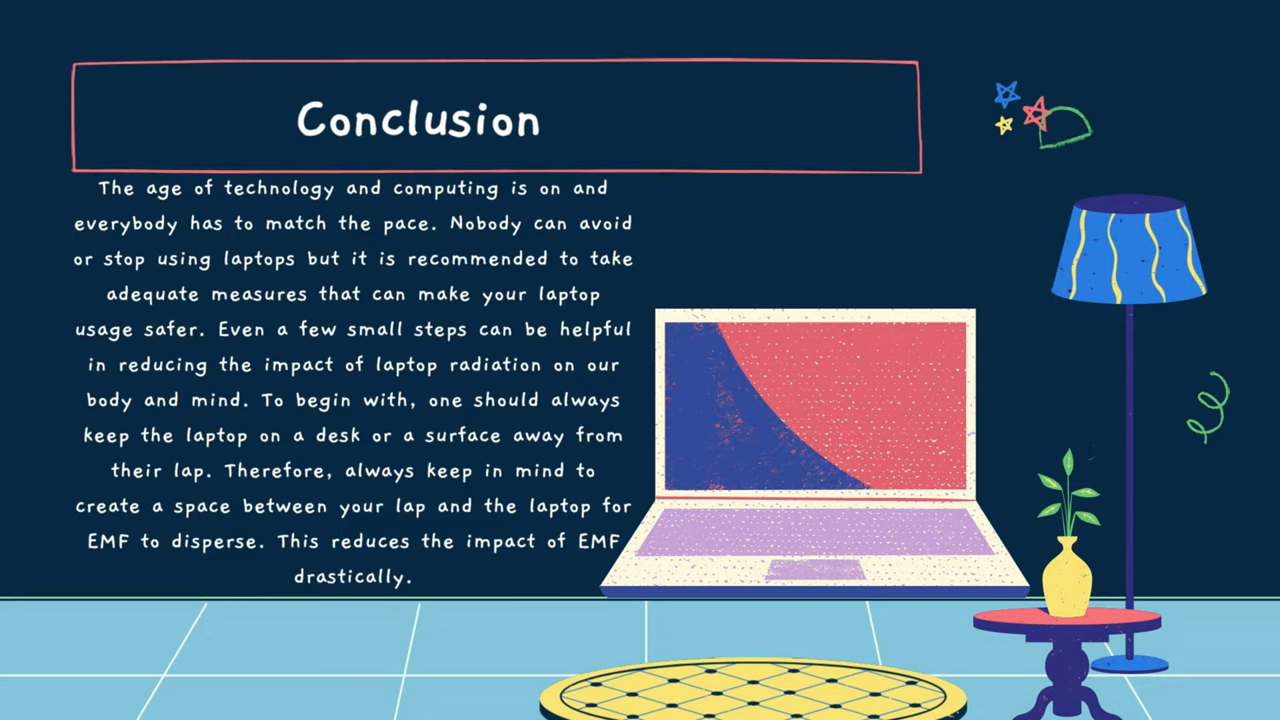 Conclusion
The age of technology and computing is on and
everybody has to match the pace. Nobody can avoid
or stop using laptops but it is recommended to take
adequate measures that can make your laptop
usage safer. Even a few small steps can be helpful
in reducing the impact of laptop radiation on our
body and mind. To begin with, one should always
keep the laptop on a desk or a surface away from
their lap. Therefore, always keep in mind to
create a space between your lap and the laptop for
EMF to disperse. This reduces the impact of EMF
drastically.